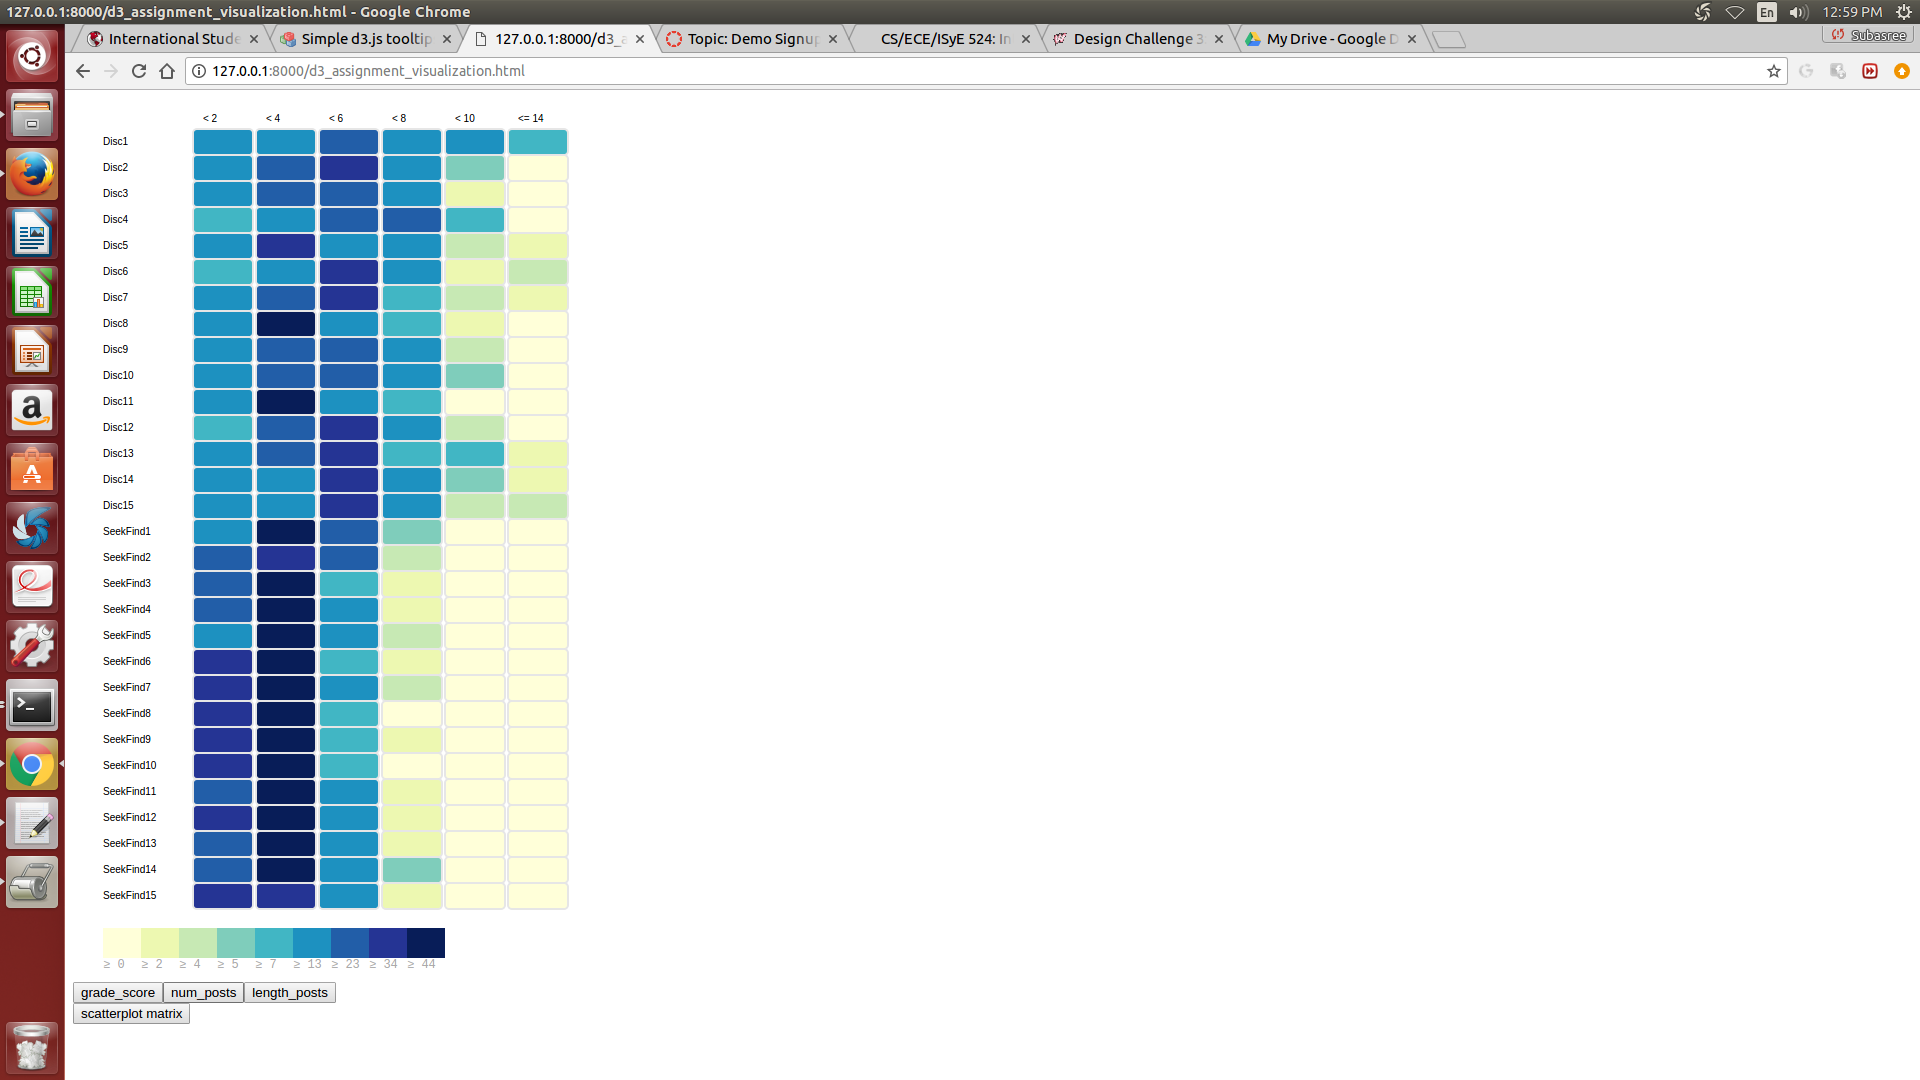 127.0.0.1:8000/d3_assignment_visualization.html - Google Chrome
En 12:59 PM
International Stude
Simple d3.js tooltip
127.0.0.1:8000/d3_a
Topic: Demo Signup
CS/ECE/ISyE 524: In
Design Challenge 3
My Drive - Google D
Subasree
127.0.0.1:8000/d3_assignment_visualization.html
< 2 < 4 < 6 < 8 < 10 <= 14
Disc1
Disc2
Disc3
Disc4
Disc5
Disc6
Disc7
Disc8
Disc9
Disc10
Disc11
Disc12
Disc13
Disc14
Disc15
SeekFind1
SeekFind2
SeekFind3
SeekFind4
SeekFind5
SeekFind6
SeekFind7
SeekFind8
SeekFind9
SeekFind10
SeekFind11
SeekFind12
SeekFind13
SeekFind14
SeekFind15
≥ 0 ≥ 2 ≥ 4 ≥ 5 ≥ 7 ≥ 13 ≥ 23 ≥ 34 ≥ 44
grade_score num_posts length_posts
scatterplot matrix